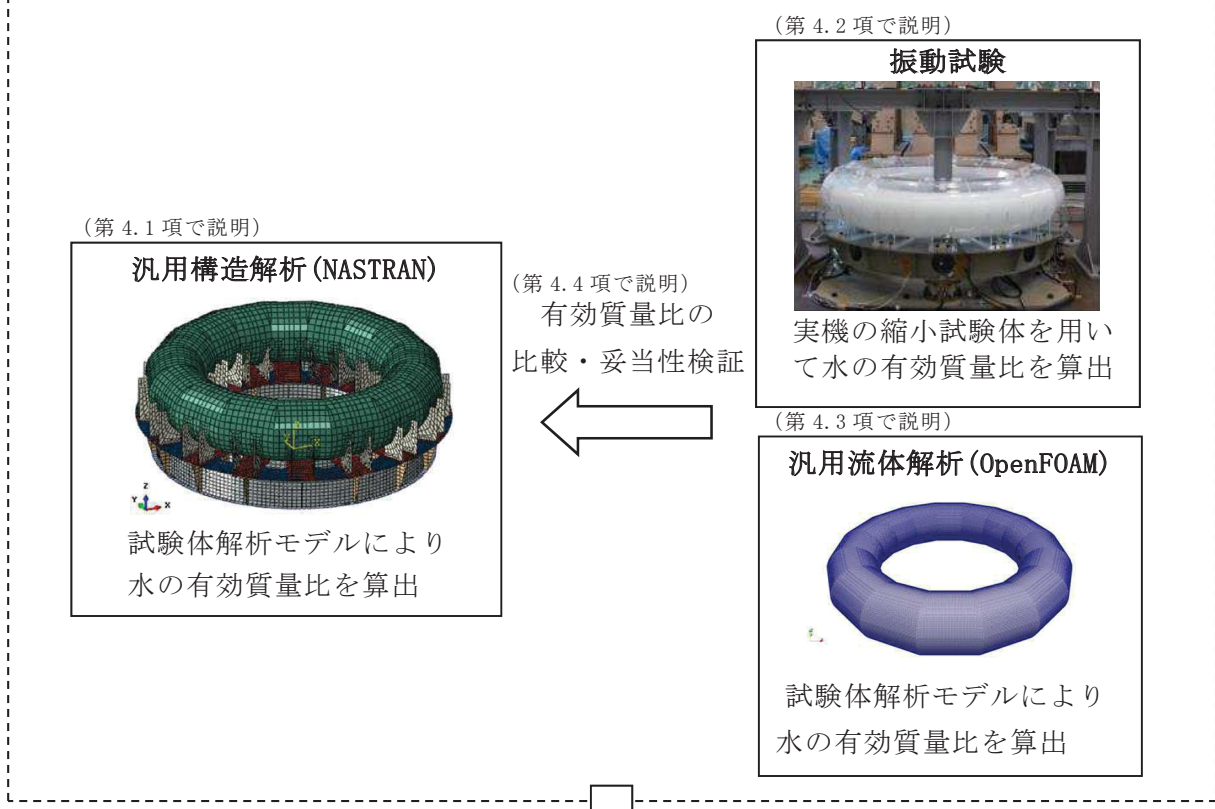 (第 4.2 項で説明)
振動試験
実機の縮小試験体を用い
て水の有効質量比を算出
(第 4.1 項で説明)
汎用構造解析(NASTRAN)
Z
Y
X
試験体解析モデルにより
水の有効質量比を算出
(第 4.4 項で説明)
有効質量比の
比較・妥当性検証
(第 4.3 項で説明)
汎用流体解析(OpenFOAM)
試験体解析モデルにより
水の有効質量比を算出